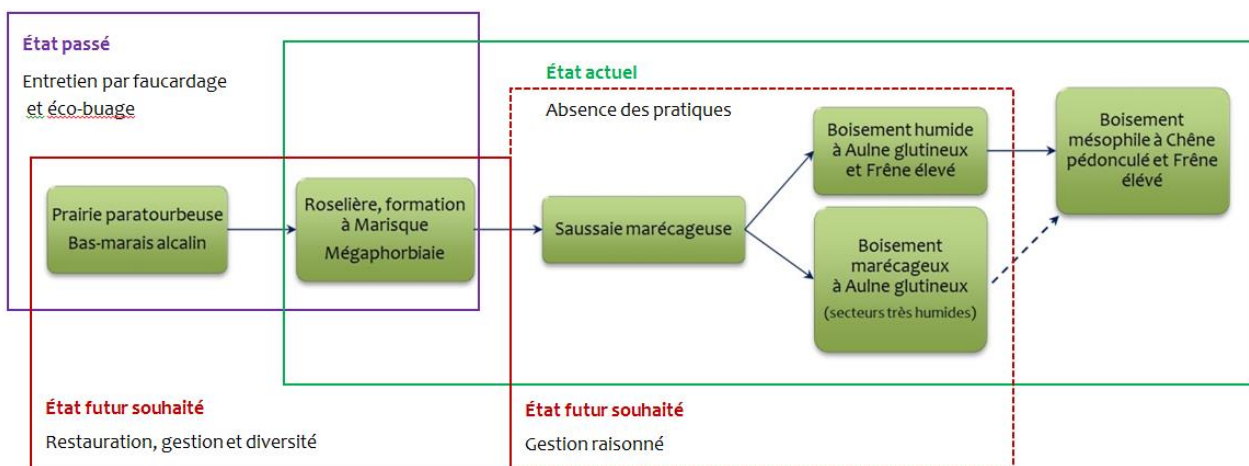 État passé
Entretien par faucardage
et éco-buage
État actuel
Absence des pratiques
Prairie paratourbeuse
Bas-marais alcalin
Roselière, formation
à Marisque
Mégaphorbiaie
Saussaie marécageuse
Boisement humide
à Aulne glutineux
et Frêne élevé
Boisement
marécageux
à Aulne glutineux
(secteurs très humides)
Boisement
mésophile à Chêne
pédonculé et Frêne
élévé
État futur souhaité
Restauration, gestion et diversité
État futur souhaité
Gestion raisonné